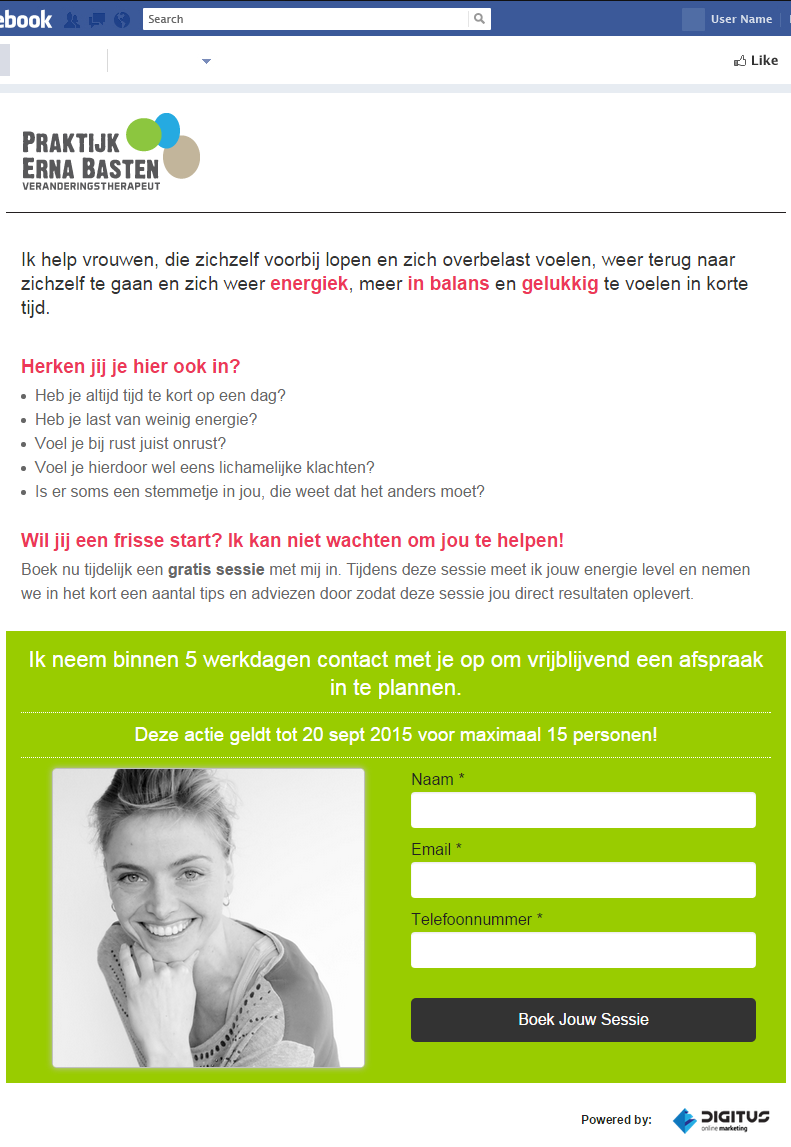 ebook
Search
User Name
Like
PRAKTIJK
ERNA BASTEN
VERANDERINGSTHERAPEUT
Ik help vrouwen, die zichzelf voorbij lopen en zich overbelast voelen, weer terug naar
zichzelf te gaan en zich weer energiek, meer in balans en gelukkig te voelen in korte
tijd.
Herken jij je hier ook in?
• Heb je altijd tijd te kort op een dag?
• Heb je last van weinig energie?
• Voel je bij rust juist onrust?
• Voel je hierdoor wel eens lichamelijke klachten?
• Is er soms een stemmetje in jou, die weet dat het anders moet?
Wil jij een frisse start? Ik kan niet wachten om jou te helpen!
Boek nu tijdelijk een gratis sessie met mij in. Tijdens deze sessie meet ik jouw energie level en nemen
we in het kort een aantal tips en adviezen door zodat deze sessie jou direct resultaten oplevert.
Ik neem binnen 5 werkdagen contact met je op om vrijblijvend een afspraak
in te plannen.
Deze actie geldt tot 20 sept 2015 voor maximaal 15 personen!
Naam *
Email *
Telefoonnummer *
Boek Jouw Sessie
Powered by:
DIGITUS
online marketing